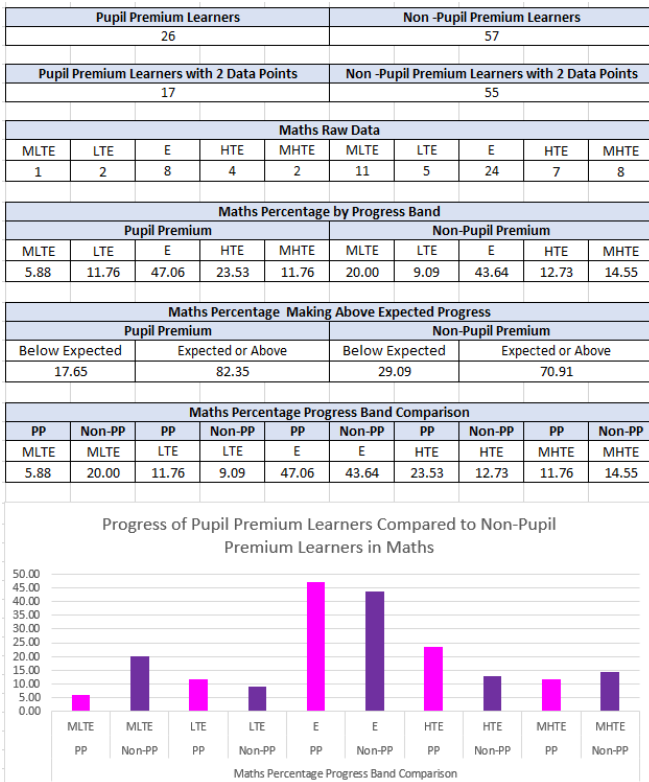 Pupil Premium Learners Non -Pupil Premium Learners
26 57
Pupil Premium Learners with 2 Data Points Non -Pupil Premium Learners with 2 Data Points
17 55
Maths Raw Data
MLTE LTE E HTE MHTE MLTE LTE E HTE MHTE
1 2 8 4 2 11 5 24 7 8
Maths Percentage by Progress Band
Pupil Premium Non-Pupil Premium
MLTE LTE E HTE MHTE MLTE LTE E HTE MHTE
5.88 11.76 47.06 23.53 11.76 20.00 9.09 43.64 12.73 14.55
Maths Percentage Making Above Expected Progress
Pupil Premium Non-Pupil Premium
Below Expected Expected or Above Below Expected Expected or Above
17.65 82.35 29.09 70.91
Maths Percentage Progress Band Comparison
PP Non-PP PP Non-PP PP Non-PP PP Non-PP PP Non-PP
MLTE MLTE LTE LTE E E HTE HTE MHTE MHTE
5.88 20.00 11.76 9.09 47.06 43.64 23.53 12.73 11.76 14.55
Progress of Pupil Premium Learners Compared to Non-Pupil
Premium Learners in Maths
50.00
45.00
40.00
35.00
30.00
25.00
20.00
15.00
10.00
5.00
0.00
MLTE MLTE LTE LTE E E HTE HTE MHTE MHTE
PP Non-PP PP Non-PP PP Non-PP PP Non-PP PP Non-PP
Maths Percentage Progress Band Comparison